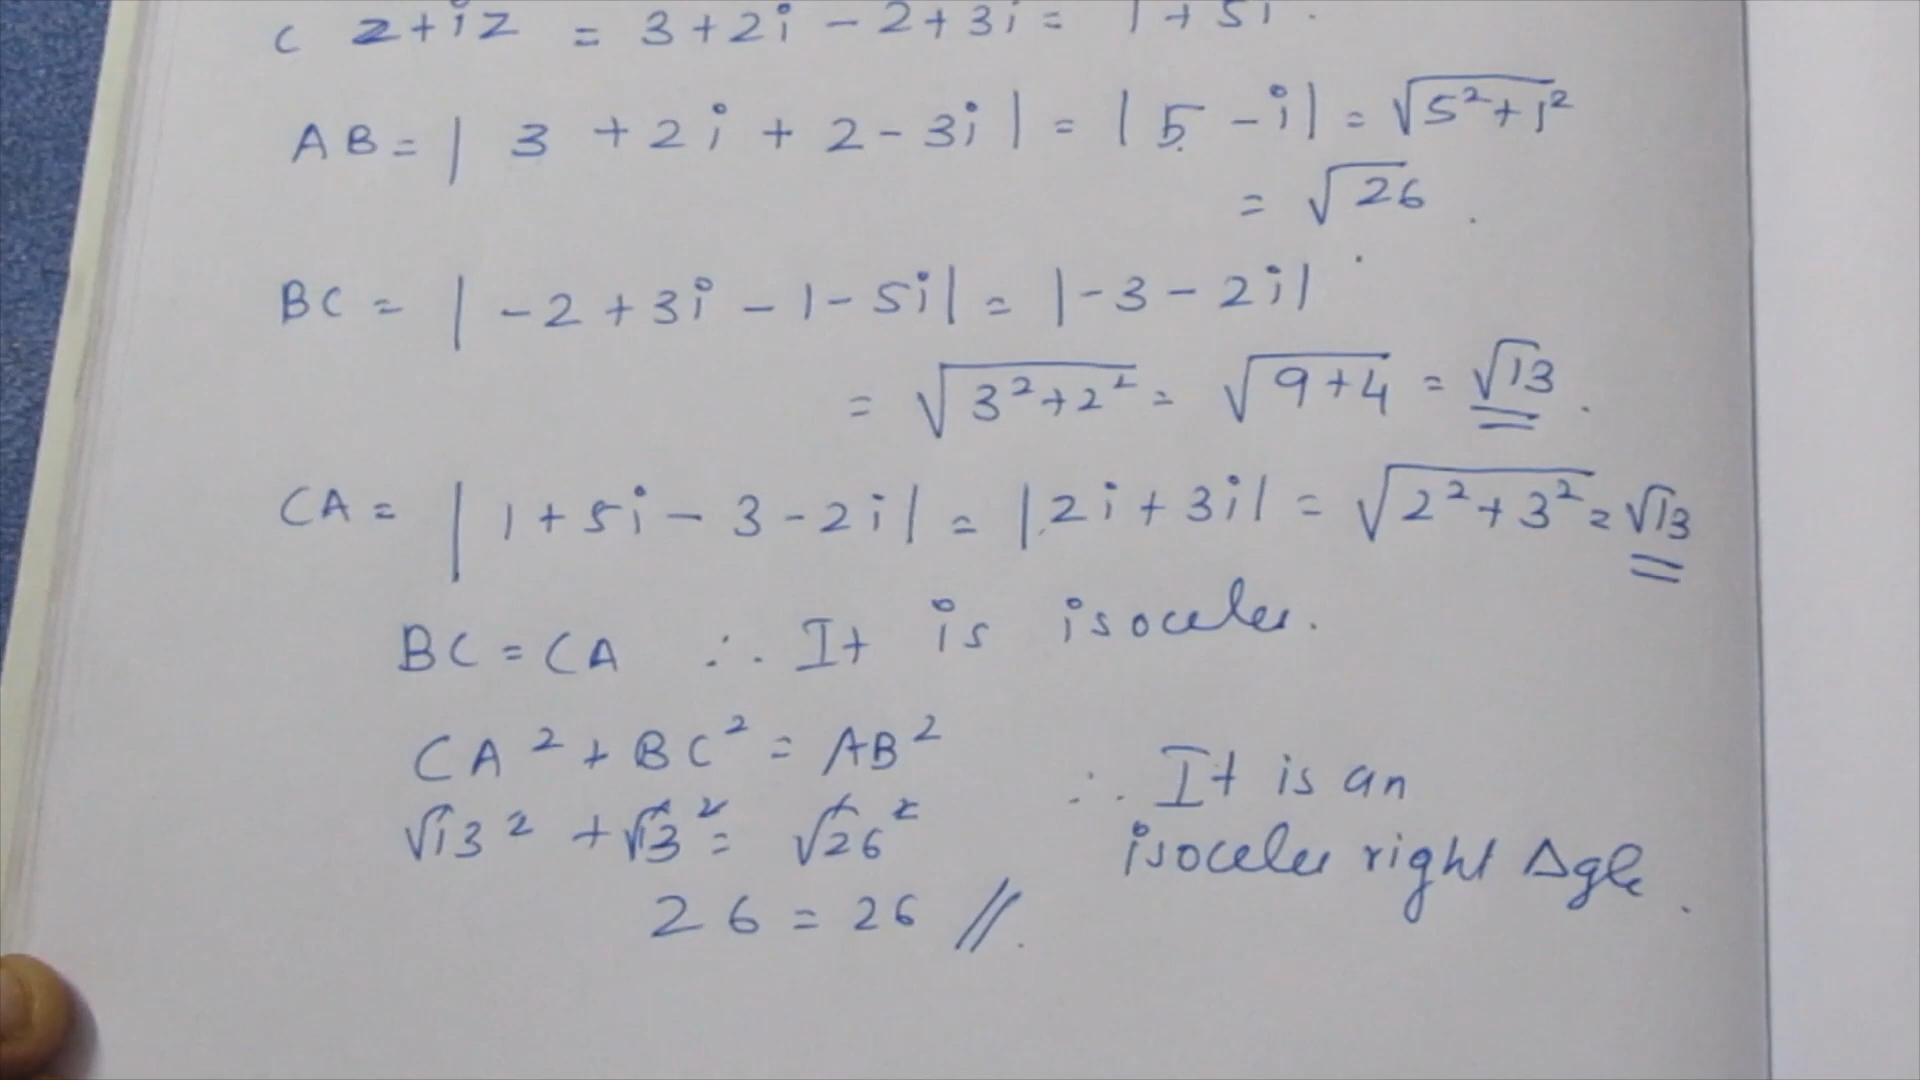 C z+iz = 3+2i-2+3i = 1+5i.
AB = | 3 +2i + 2-3i | = | 5 -i | = √5²+1²
= √26.
BC = | -2+3i -1-5i | = |-3-2i|
= √3²+2² = √9+4 = √13.
CA = | 1+5i-3-2i | = |2i+3i| = √2²+3² = √13
BC = CA ∴ It is isoceles.
CA² + BC² = AB²
√13² + √13² = √26²
26 = 26 //.
∴ It is an
isoceles right Δgle.